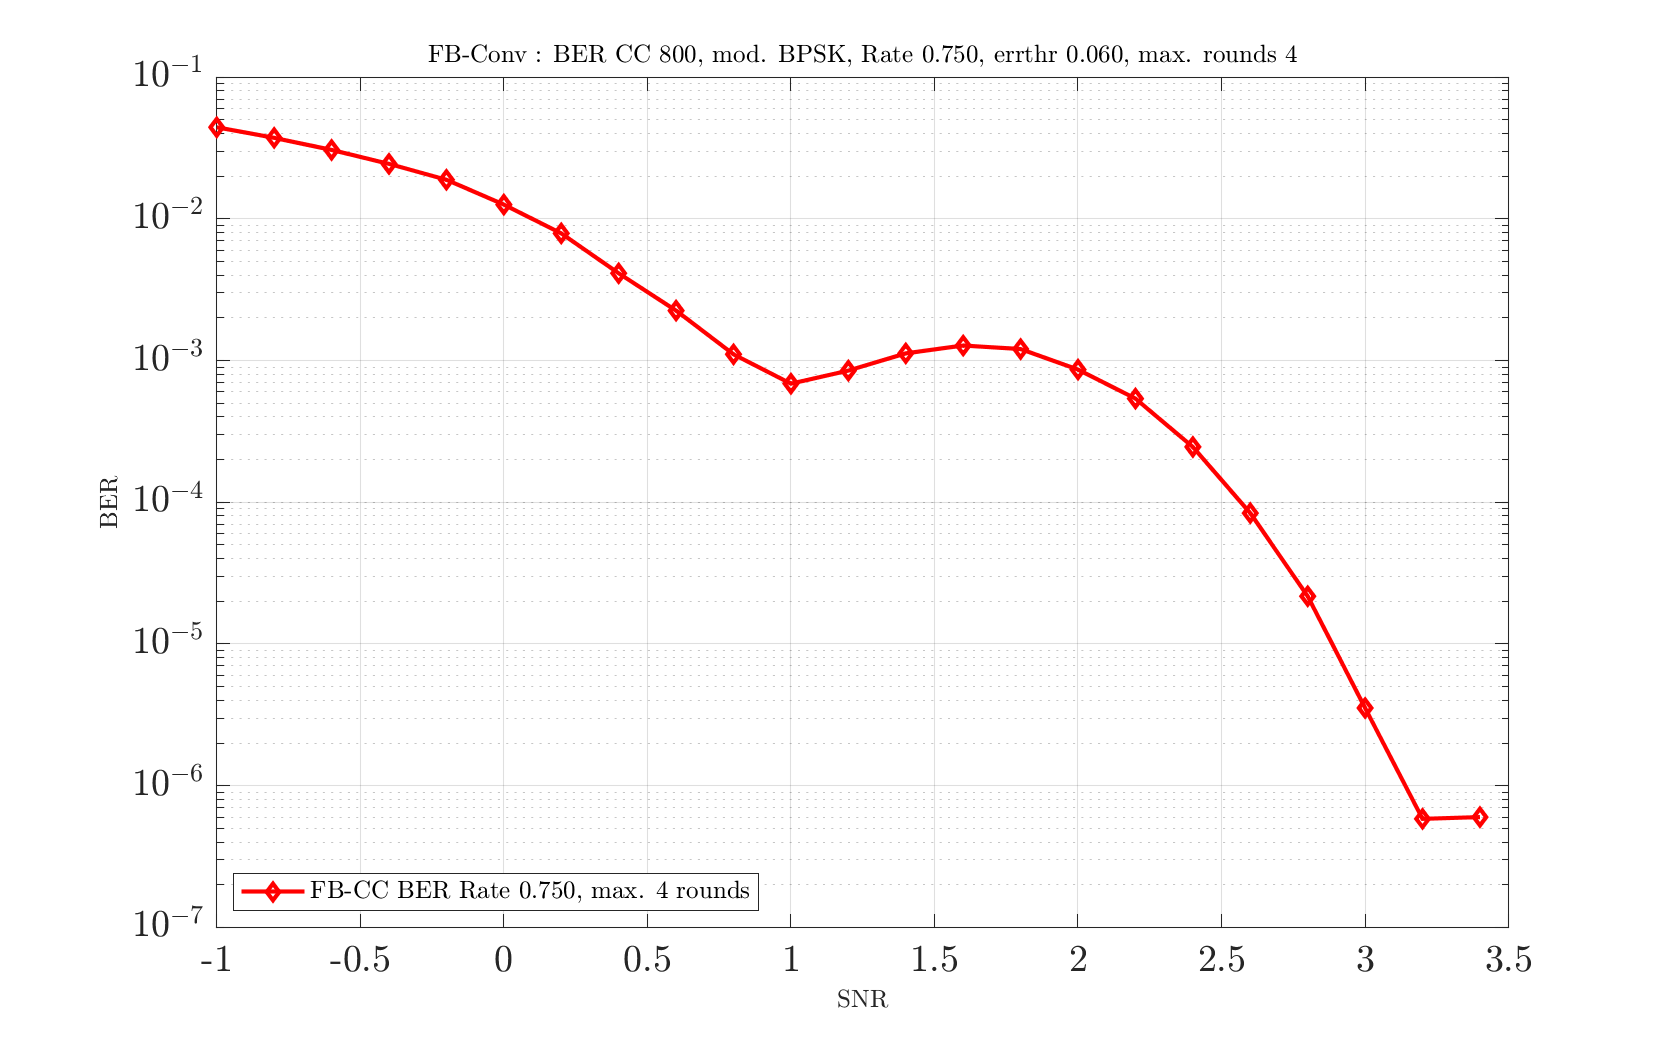 FB-Conv : BER CC 800, mod. BPSK, Rate 0.750, errthr 0.060, max. rounds 4
10^{-1}
10^{-2}
10^{-3}
10^{-4}
10^{-5}
10^{-6}
10^{-7}
BER
FB-CC BER Rate 0.750, max. 4 rounds
-1 -0.5 0 0.5 1 1.5 2 2.5 3 3.5
SNR